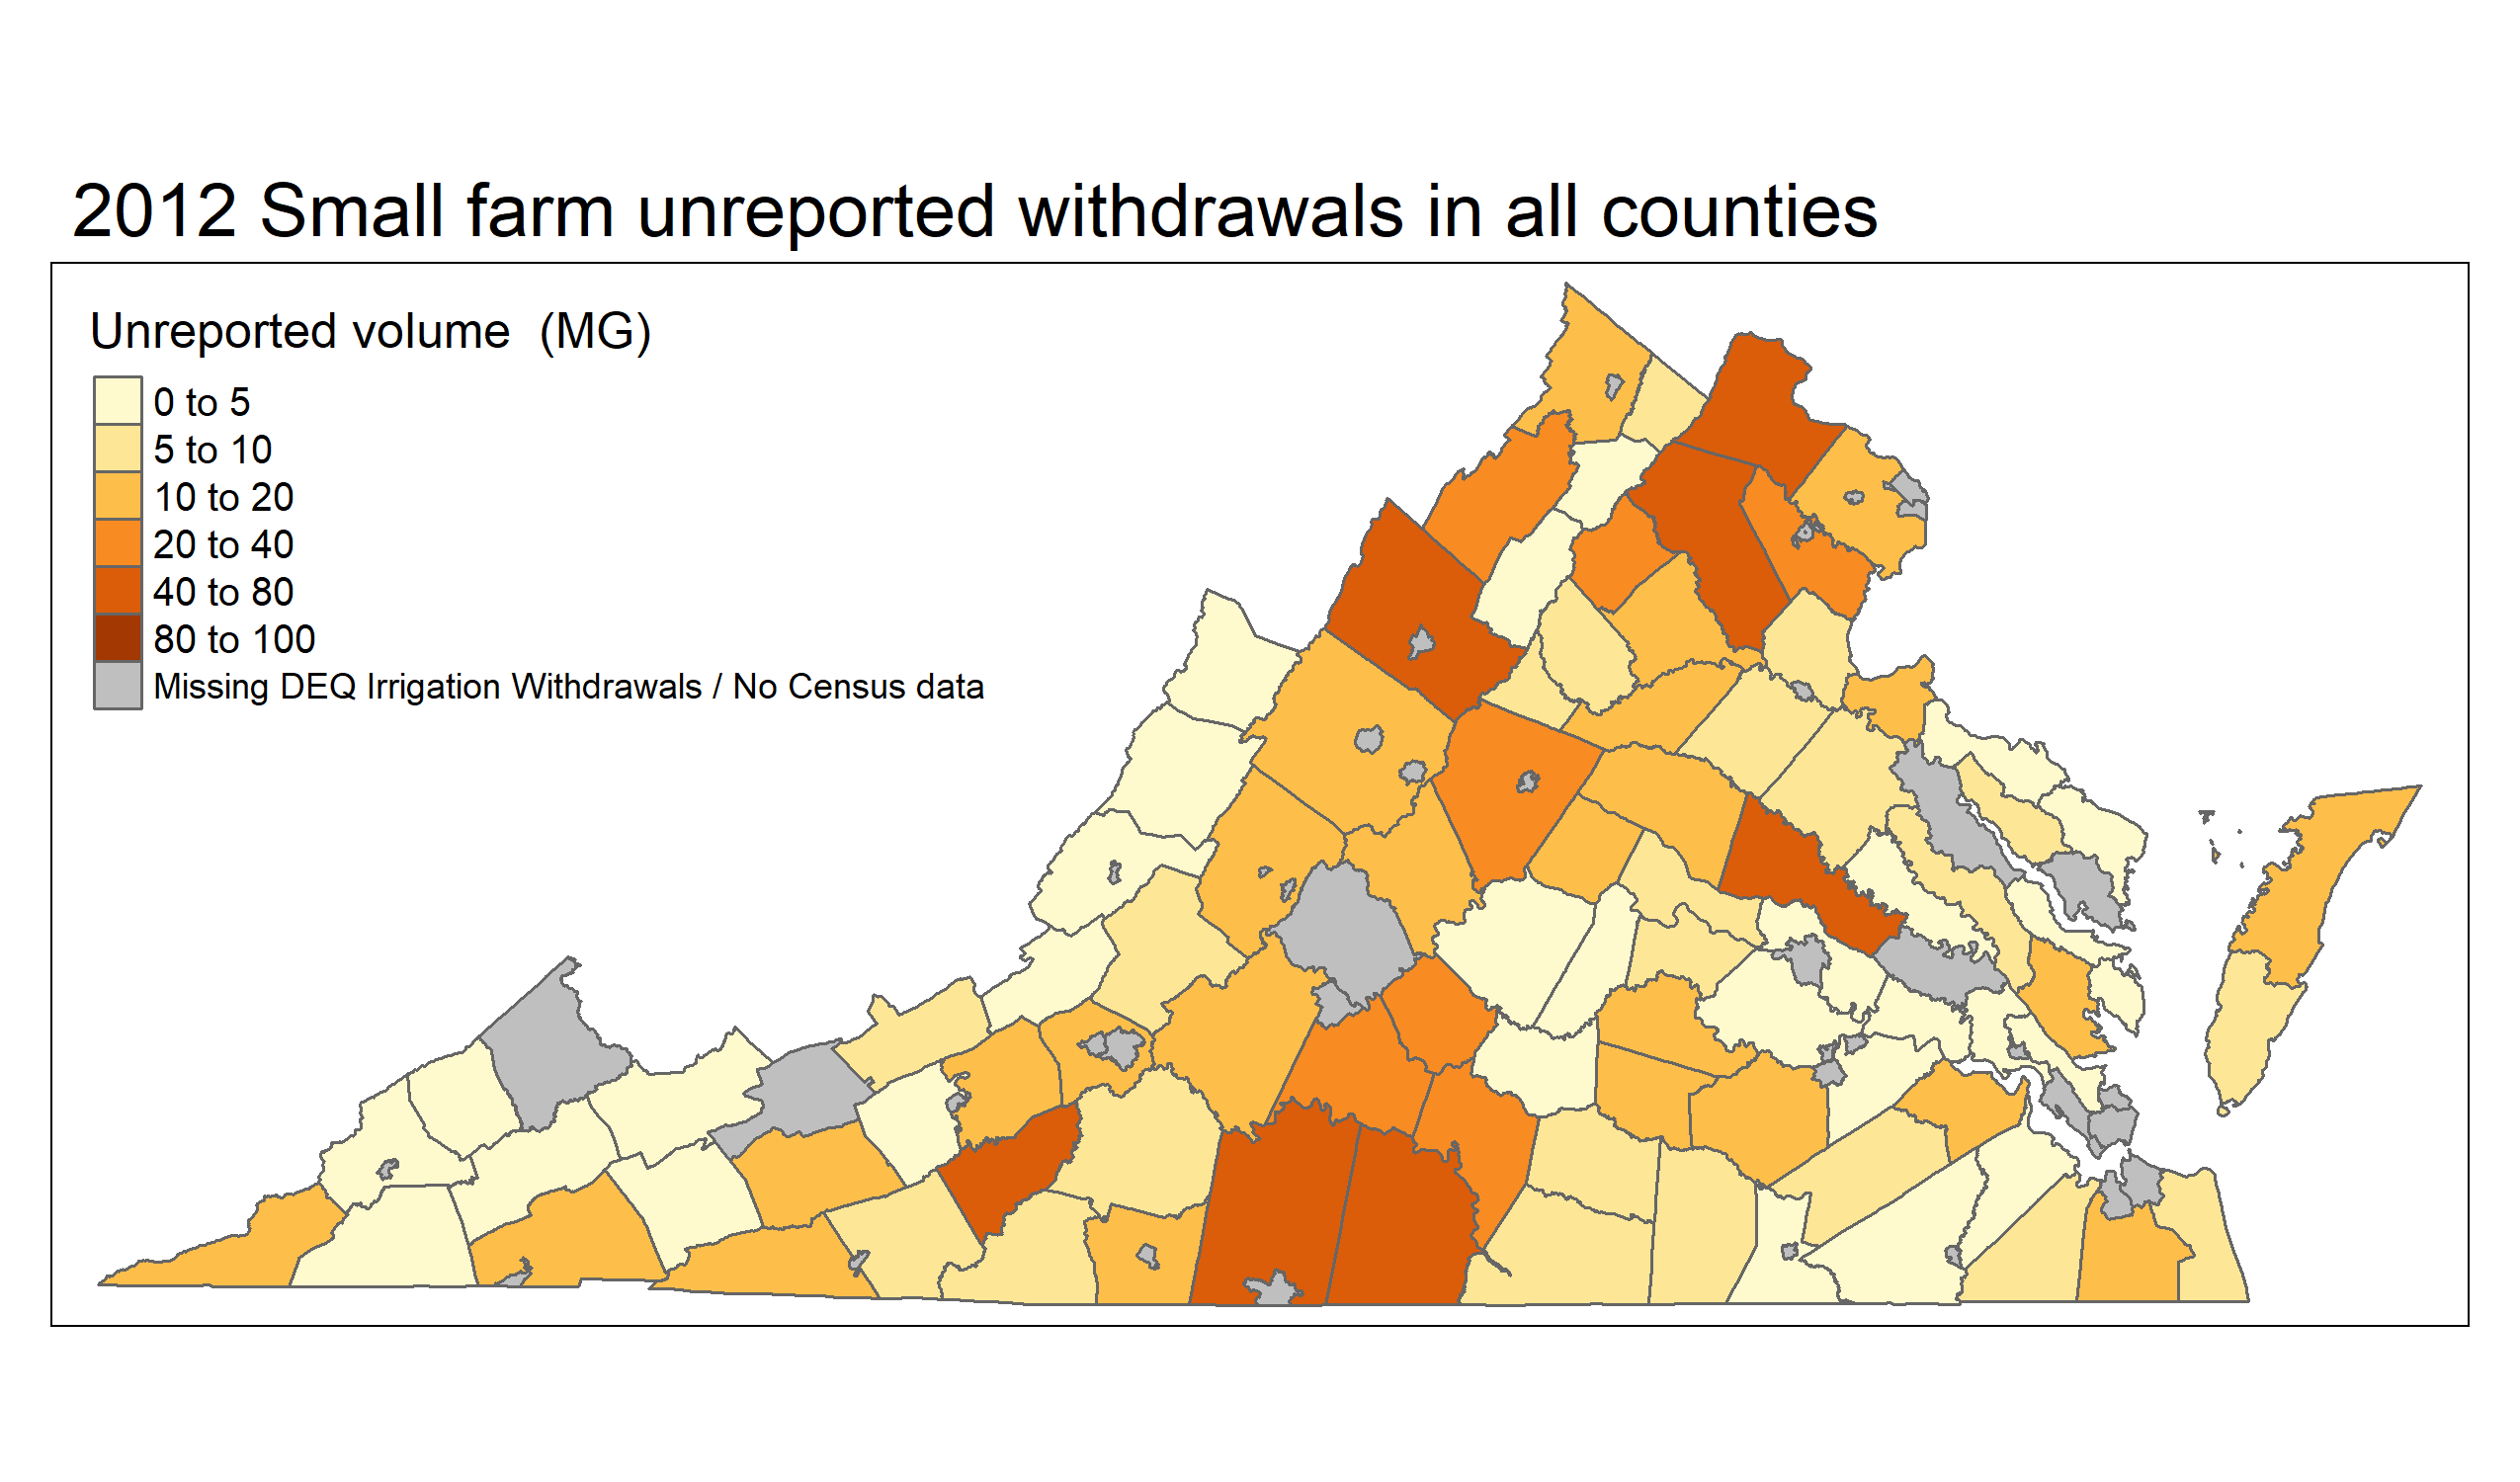 2012 Small farm unreported withdrawals in all counties
Unreported volume (MG)
0 to 5
5 to 10
10 to 20
20 to 40
40 to 80
80 to 100
Missing DEQ Irrigation Withdrawals / No Census data